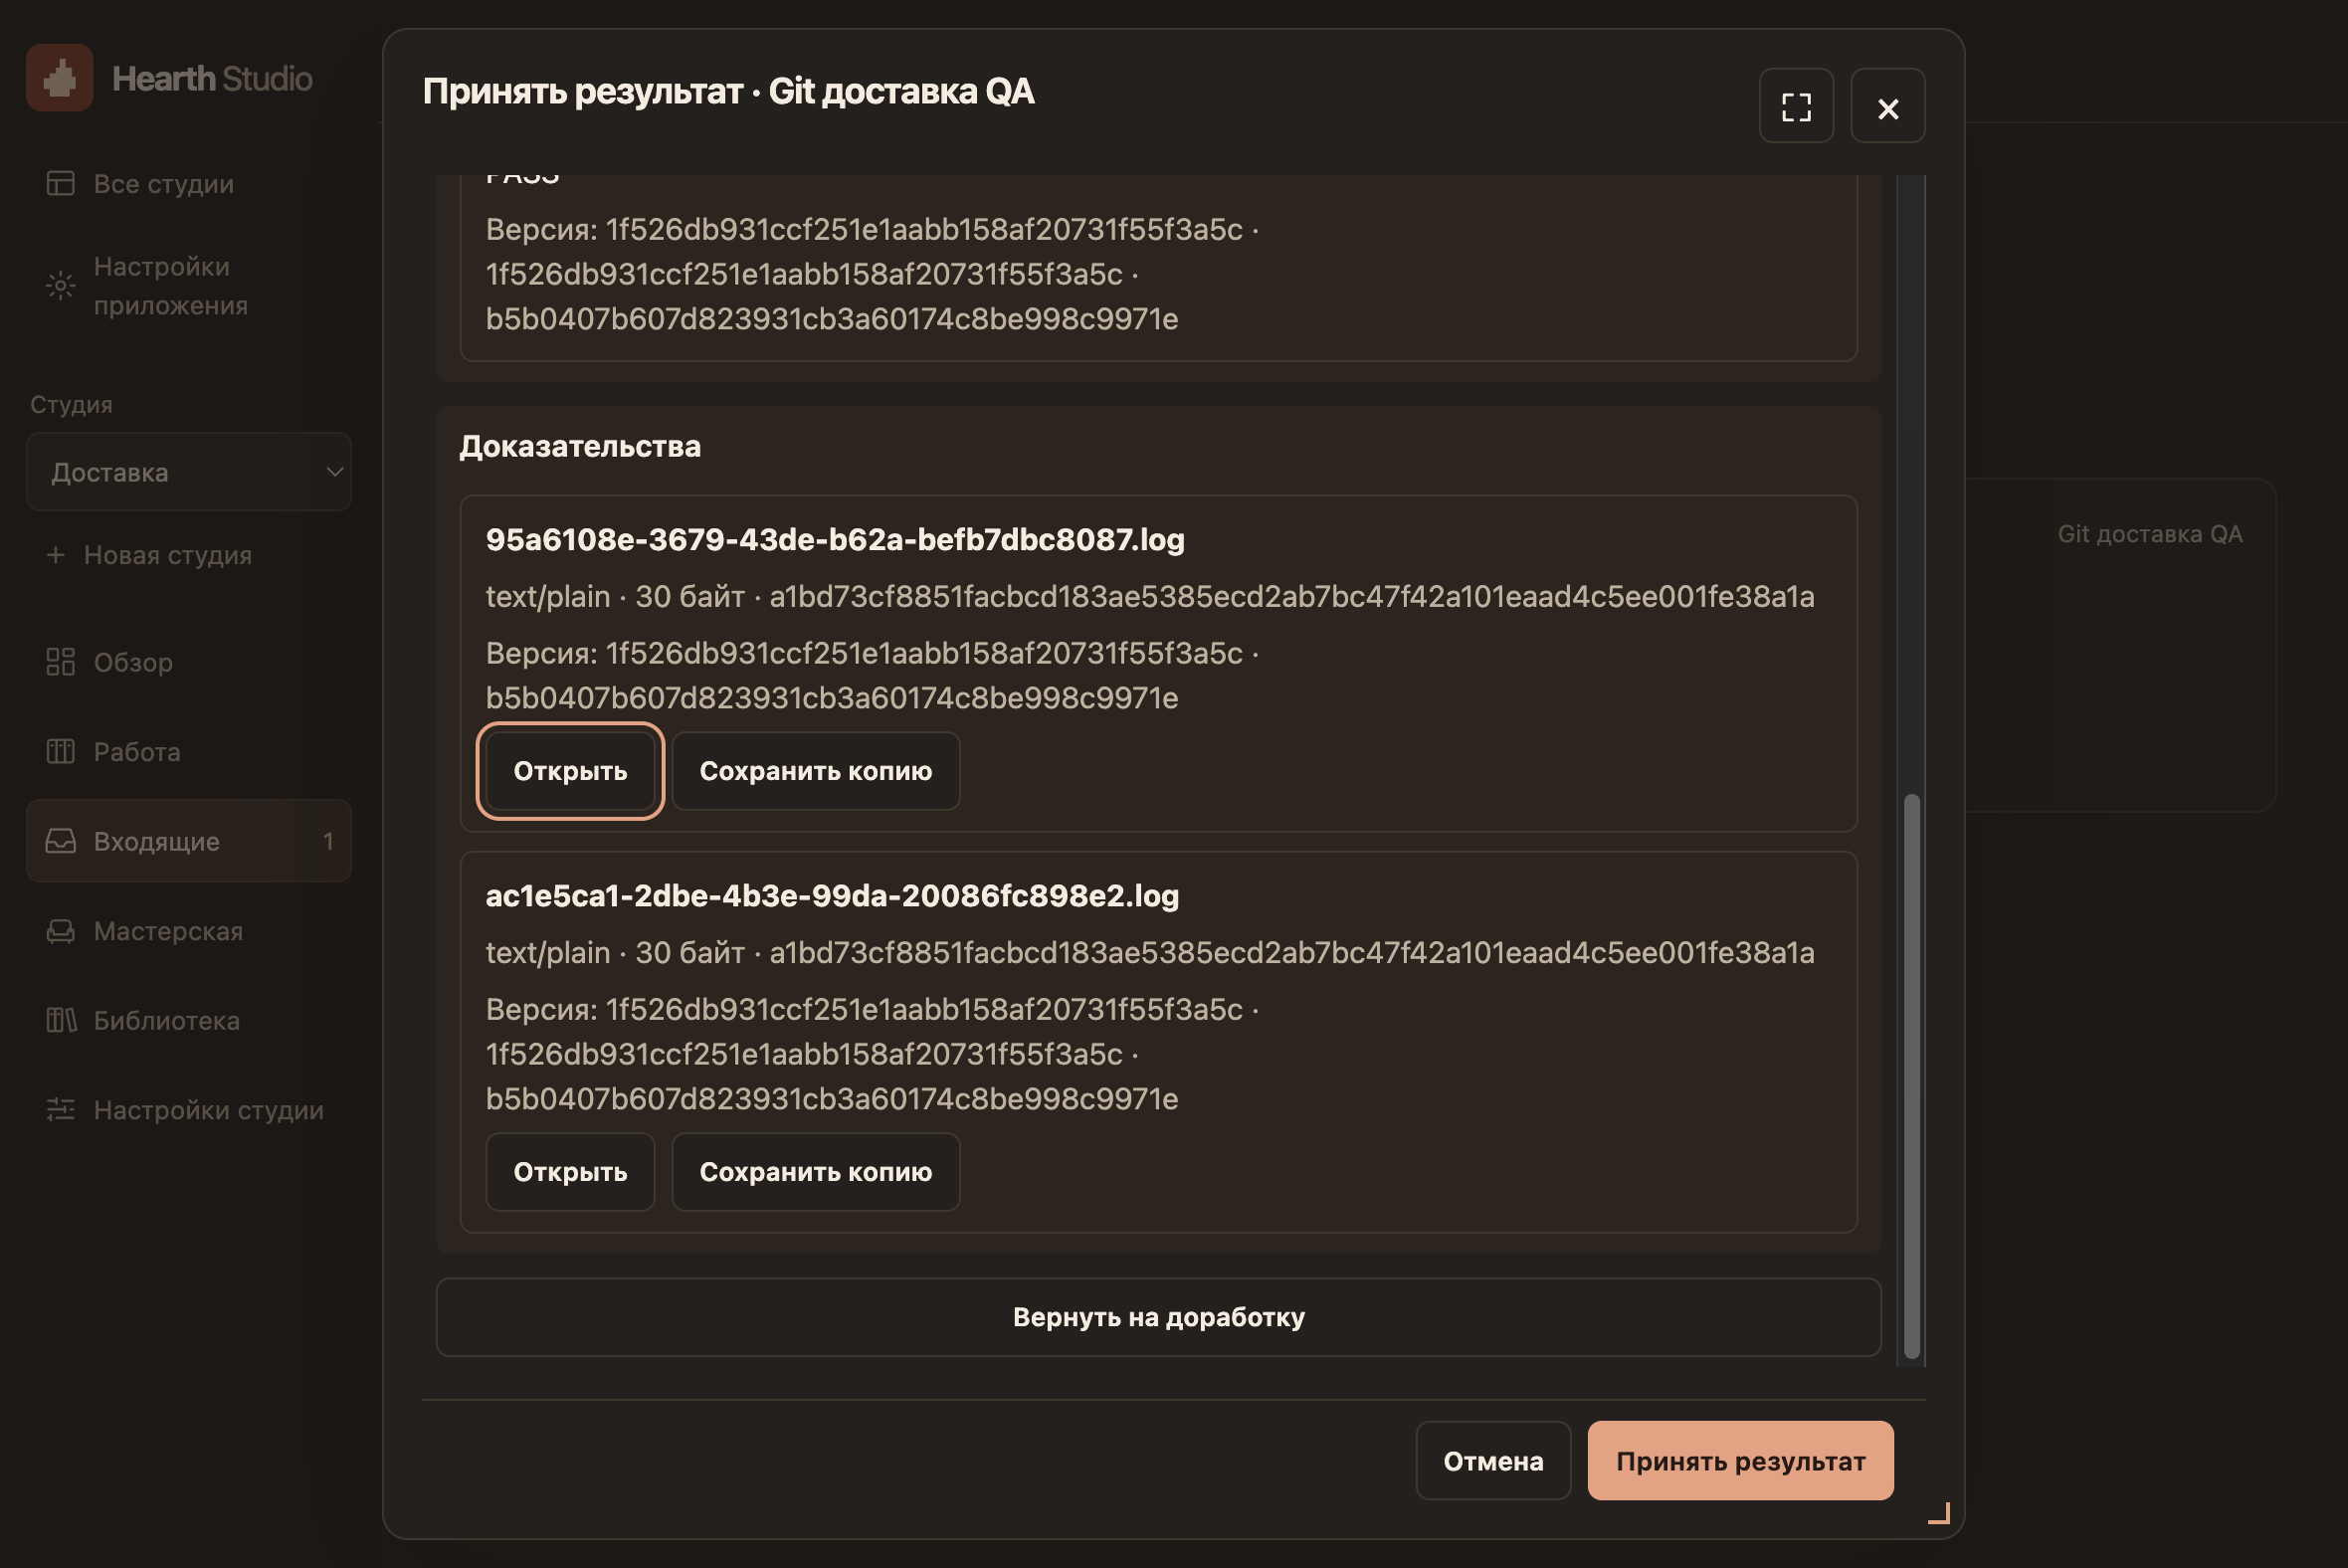 Hearth Studio
Все студии
Настройки
приложения
Студия
Доставка
Новая студия
Обзор
Работа
Входящие 1
Мастерская
Библиотека
Настройки студии
Принять результат · Git доставка QA
PASS
Версия: 1f526db931ccf251e1aabb158af20731f55f3a5c ·
1f526db931ccf251e1aabb158af20731f55f3a5c ·
b5b0407b607d823931cb3a60174c8be998c9971e
Доказательства
95a6108e-3679-43de-b62a-befb7dbc8087.log
text/plain · 30 байт · a1bd73cf8851facbcd183ae5385ecd2ab7bc47f42a101eaad4c5ee001fe38a1a
Версия: 1f526db931ccf251e1aabb158af20731f55f3a5c ·
b5b0407b607d823931cb3a60174c8be998c9971e
Открыть
Сохранить копию
ac1e5ca1-2dbe-4b3e-99da-20086fc898e2.log
text/plain · 30 байт · a1bd73cf8851facbcd183ae5385ecd2ab7bc47f42a101eaad4c5ee001fe38a1a
Версия: 1f526db931ccf251e1aabb158af20731f55f3a5c ·
1f526db931ccf251e1aabb158af20731f55f3a5c ·
b5b0407b607d823931cb3a60174c8be998c9971e
Открыть
Сохранить копию
Вернуть на доработку
Отмена
Принять результат
Git доставка QA